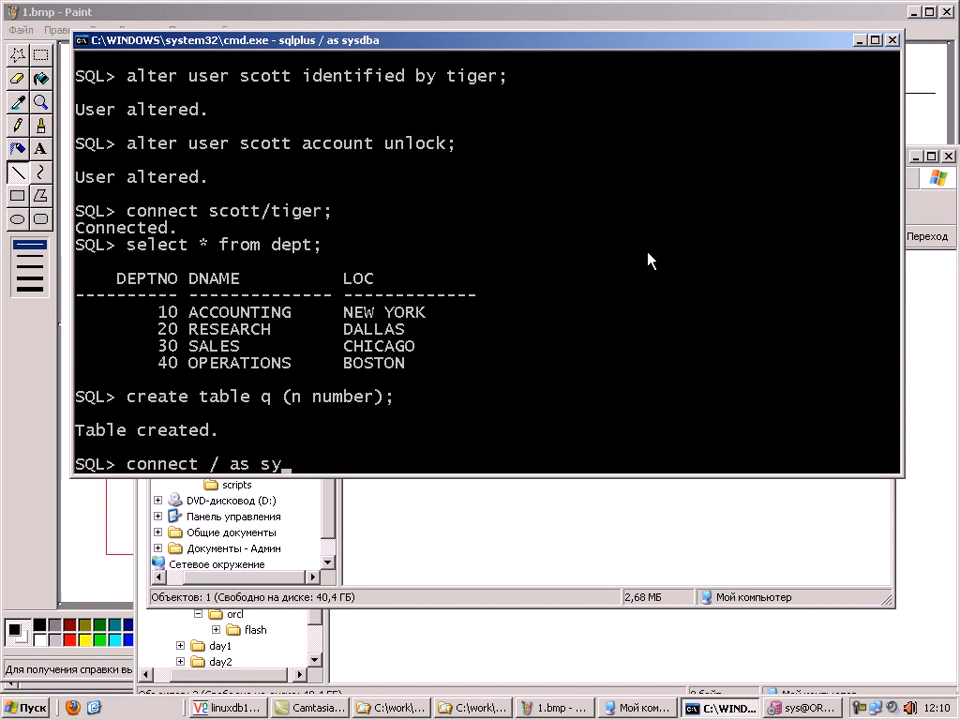 1.bmp - Paint
Файл
C:\WINDOWS\system32\cmd.exe - sqlplus / as sysdba
SQL> alter user scott identified by tiger;
User altered.
SQL> alter user scott account unlock;
User altered.
SQL> connect scott/tiger;
Connected.
SQL> select * from dept;
DEPTNO DNAME LOC
---------- -------------- -------------
10 ACCOUNTING NEW YORK
20 RESEARCH DALLAS
30 SALES CHICAGO
40 OPERATIONS BOSTON
SQL> create table q (n number);
Table created.
SQL> connect / as sy_
Переход
scripts
DVD-дисковод (D:)
Панель управления
Общие документы
Документы - Админ
Сетевое окружение
Объектов: 1 (Свободно на диске: 40,4 ГБ) 2,68 МБ Мой компьютер
orcl
flash
day1
day2
Для получения справки вы
Пуск linuxdb1... Camtasia... C:\work\... C:\work\... 1.bmp - ... Мой ком... C:\WIND... sys@OR... 12:10